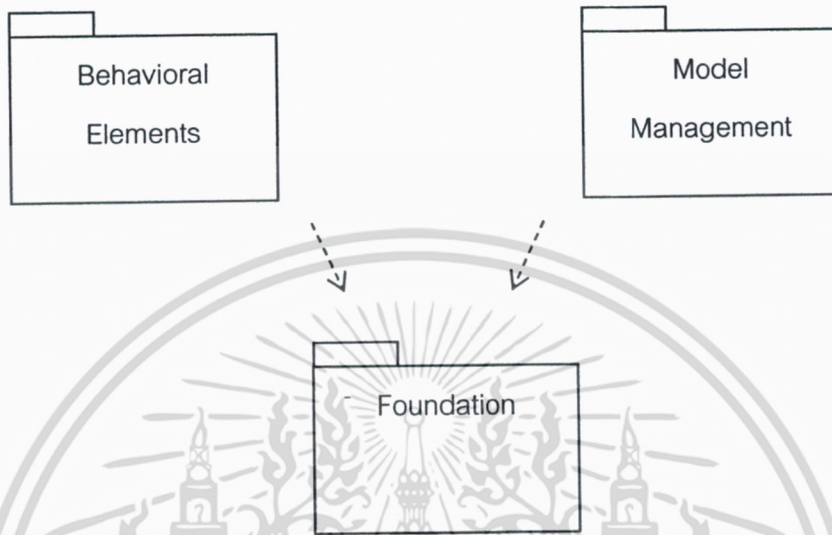 Behavioral
Elements
Model
Management
Foundation